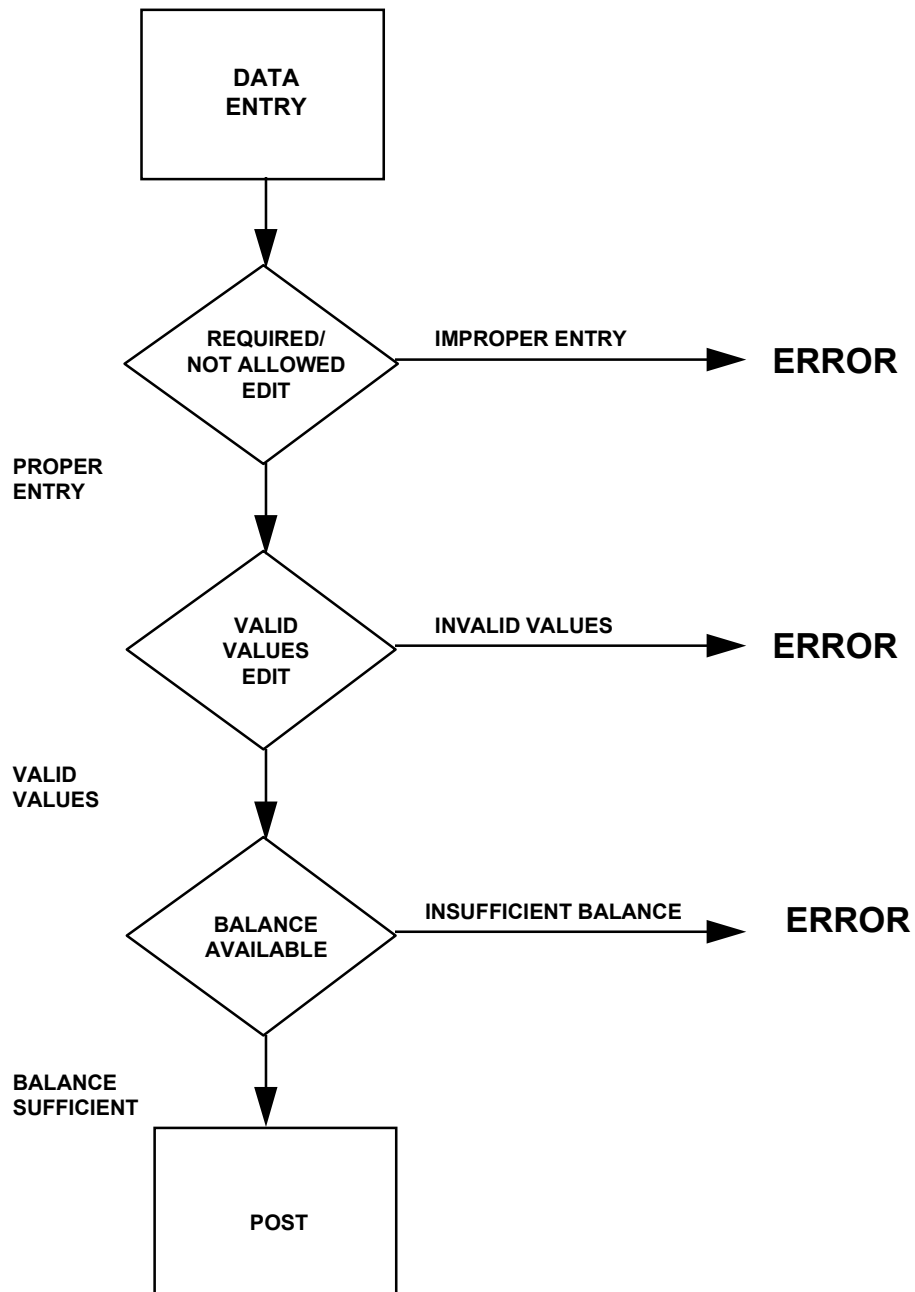 DATA
ENTRY
REQUIRED/
NOT ALLOWED
EDIT
IMPROPER ENTRY
ERROR
PROPER
ENTRY
VALID
VALUES
EDIT
INVALID VALUES
ERROR
VALID
VALUES
BALANCE
AVAILABLE
INSUFFICIENT BALANCE
ERROR
BALANCE
SUFFICIENT
POST